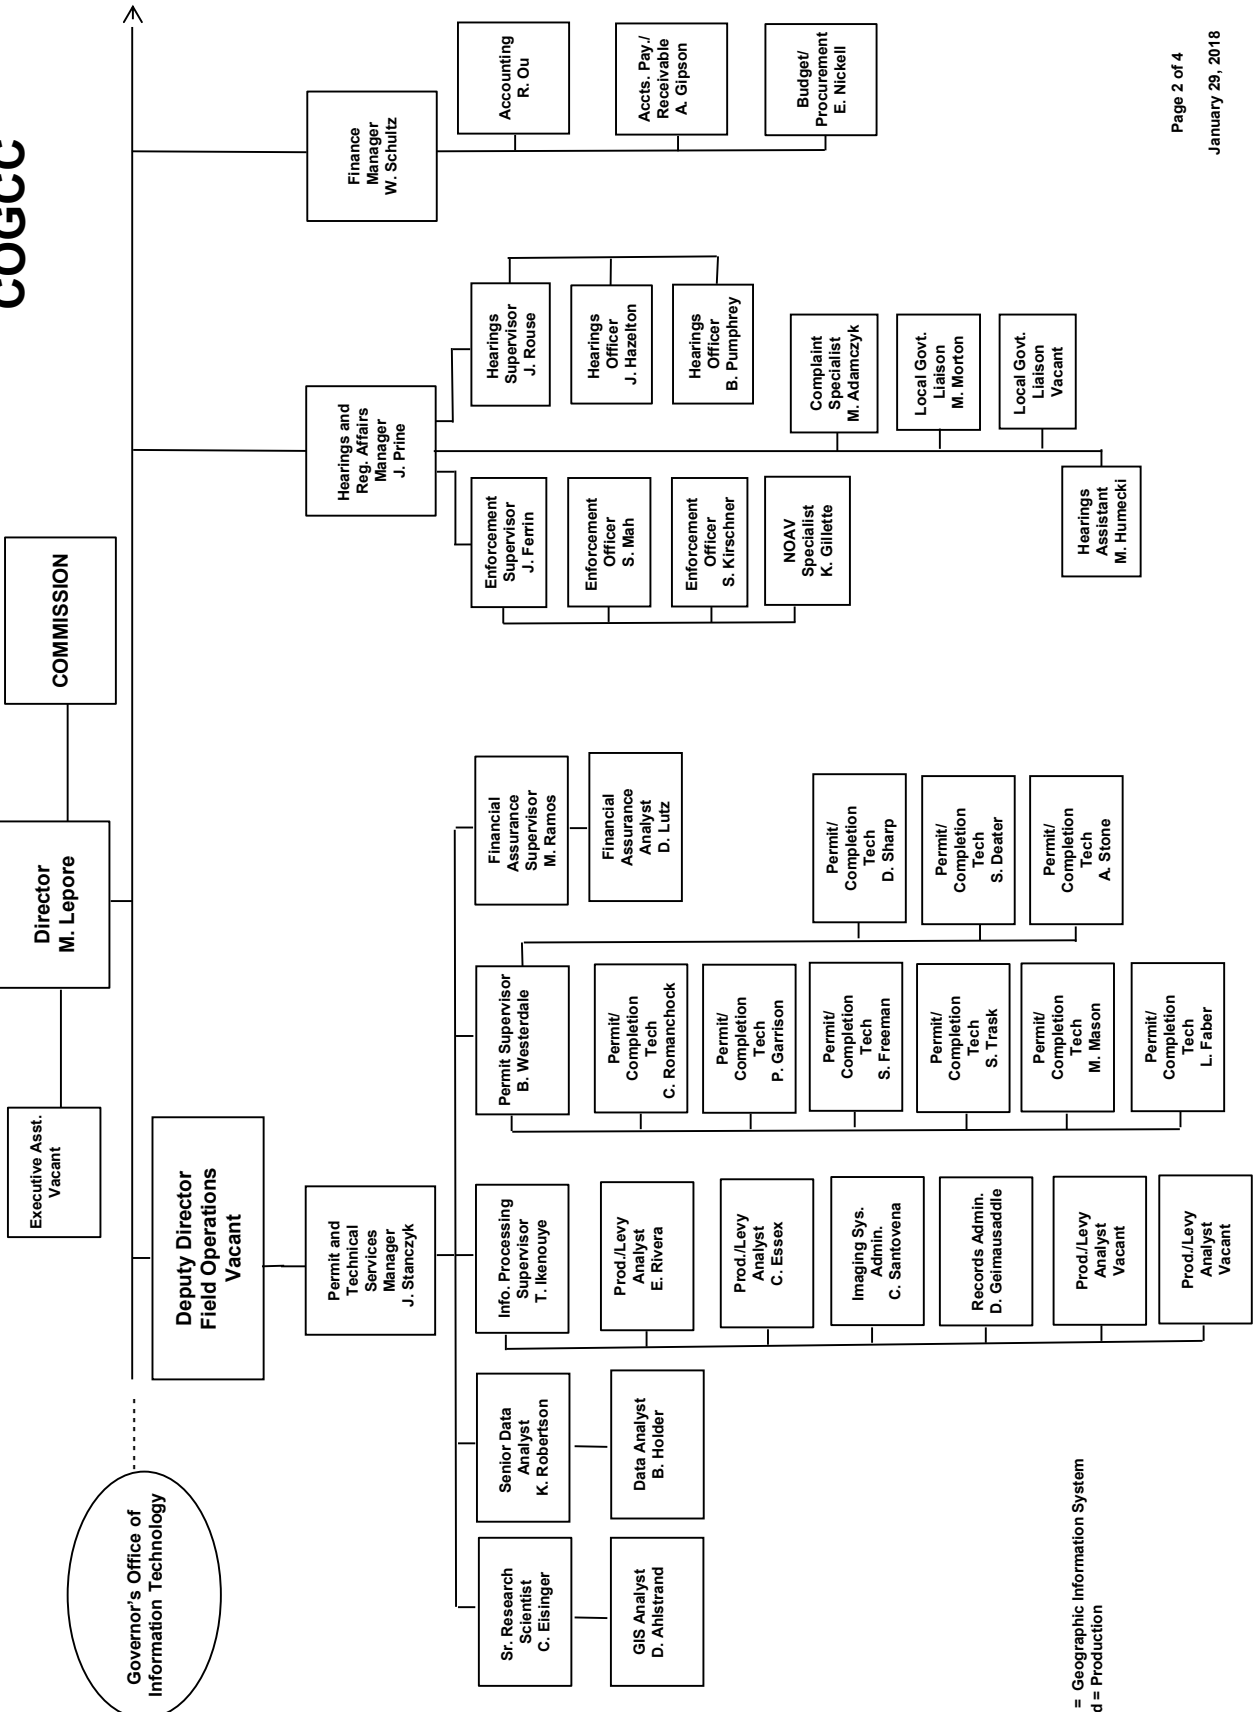 COGCC
COMMISSION
Director
M. Lepore
Executive Asst.
Vacant
Governor's Office of
Information Technology
Deputy Director
Field Operations
Vacant
Permit and
Technical
Services
Manager
J. Stanczyk
Hearings and
Reg. Affairs
Manager
J. Prine
Finance
Manager
W. Schultz
Sr. Research
Scientist
C. Eisinger
GIS Analyst
D. Ahlstrand
Senior Data
Analyst
K. Robertson
Data Analyst
B. Holder
Info. Processing
Supervisor
T. Ikenouye
Prod./Levy
Analyst
E. Rivera
Prod./Levy
Analyst
C. Essex
Imaging Sys.
Admin.
C. Santovena
Records Admin.
D. Geimausaddle
Prod./Levy
Analyst
Vacant
Prod./Levy
Analyst
Vacant
Permit Supervisor
B. Westerdale
Permit/
Completion
Tech
C. Romanchock
Permit/
Completion
Tech
P. Garrison
Permit/
Completion
Tech
S. Freeman
Permit/
Completion
Tech
S. Trask
Permit/
Completion
Tech
M. Mason
Permit/
Completion
Tech
L. Faber
Permit/
Completion
Tech
D. Sharp
Permit/
Completion
Tech
S. Deater
Permit/
Completion
Tech
A. Stone
Financial
Assurance
Supervisor
M. Ramos
Financial
Assurance
Analyst
D. Lutz
Enforcement
Supervisor
J. Ferrin
Enforcement
Officer
S. Mah
Enforcement
Officer
S. Kirschner
NOAV
Specialist
K. Gillette
Hearings
Supervisor
J. Rouse
Hearings
Officer
J. Hazelton
Hearings
Officer
B. Pumphrey
Complaint
Specialist
M. Adamczyk
Local Govt.
Liaison
M. Morton
Local Govt.
Liaison
Vacant
Hearings
Assistant
M. Humecki
Accounting
R. Ou
Accts. Pay./
Receivable
A. Gipson
Budget/
Procurement
E. Nickell
= Geographic Information System
d = Production
Page 2 of 4
January 29, 2018